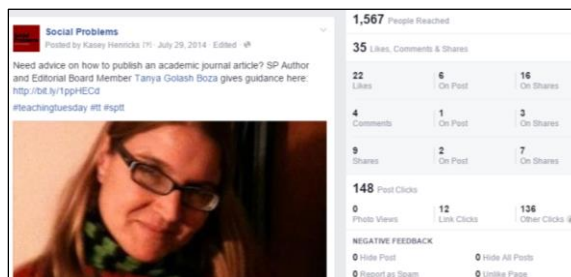 Social Problems
Posted by Kasey Henricks [?] · July 29, 2014 · Edited ·
Need advice on how to publish an academic journal article? SP Author
and Editorial Board Member Tanya Golash Boza gives guidance here:
http://bit.ly/1ppHECd
#teachingtuesday #tt #sptt
1,567 People Reached
35 Likes, Comments & Shares
22 6 16
Likes On Post On Shares
4 1 3
Comments On Post On Shares
9 2 7
Shares On Post On Shares
148 Post Clicks
0 12 136
Photo Views Link Clicks Other Clicks
NEGATIVE FEEDBACK
0 Hide Post 0 Hide All Posts
0 Report as Spam 0 Unlike Page